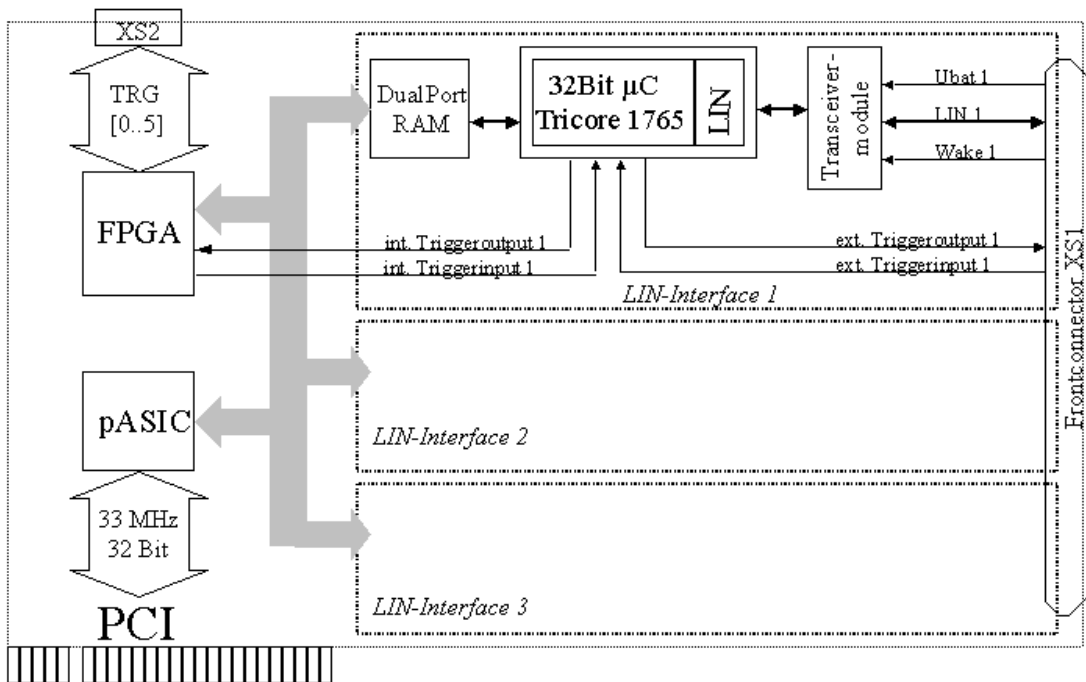 XS2
TRG
[0..5]
FPGA
DualPort
RAM
32Bit µC
Tricore 1765
LIN
Transceiver-
module
Ubat 1
LIN 1
Wake 1
int. Triggeroutput 1
int. Triggerinput 1
ext. Triggeroutput 1
ext. Triggerinput 1
LIN-Interface 1
Frontconnector XS1
pASIC
LIN-Interface 2
33 MHz
32 Bit
PCI
LIN-Interface 3